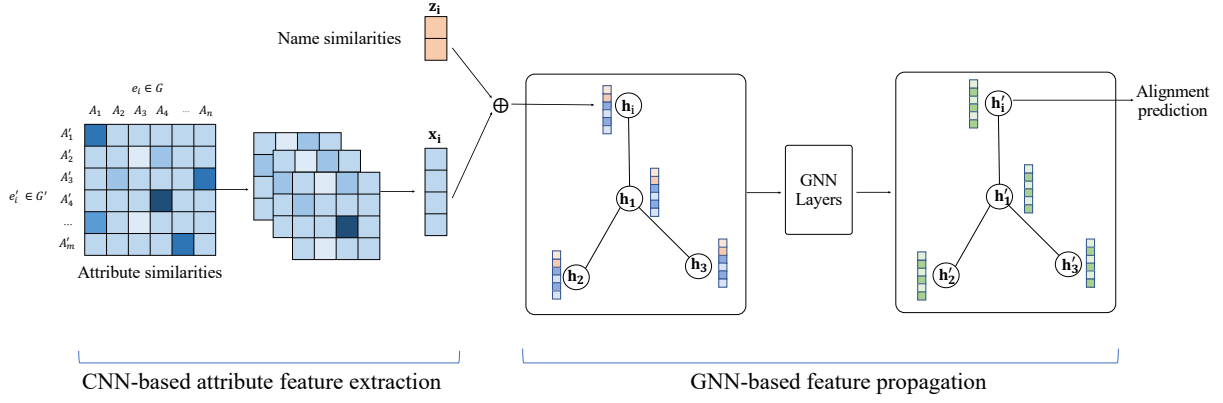 z_i
Name similarities
e_i ∈ G
A_1 A_2 A_3 A_4 ... A_n
A'_1
A'_2
A'_3
A'_4
...
A'_m
e'_i ∈ G'
Attribute similarities
x_i
⊕
h_i
h_1
h_2
h_3
GNN
Layers
h'_i
h'_1
h'_2
h'_3
Alignment
prediction
CNN-based attribute feature extraction
GNN-based feature propagation